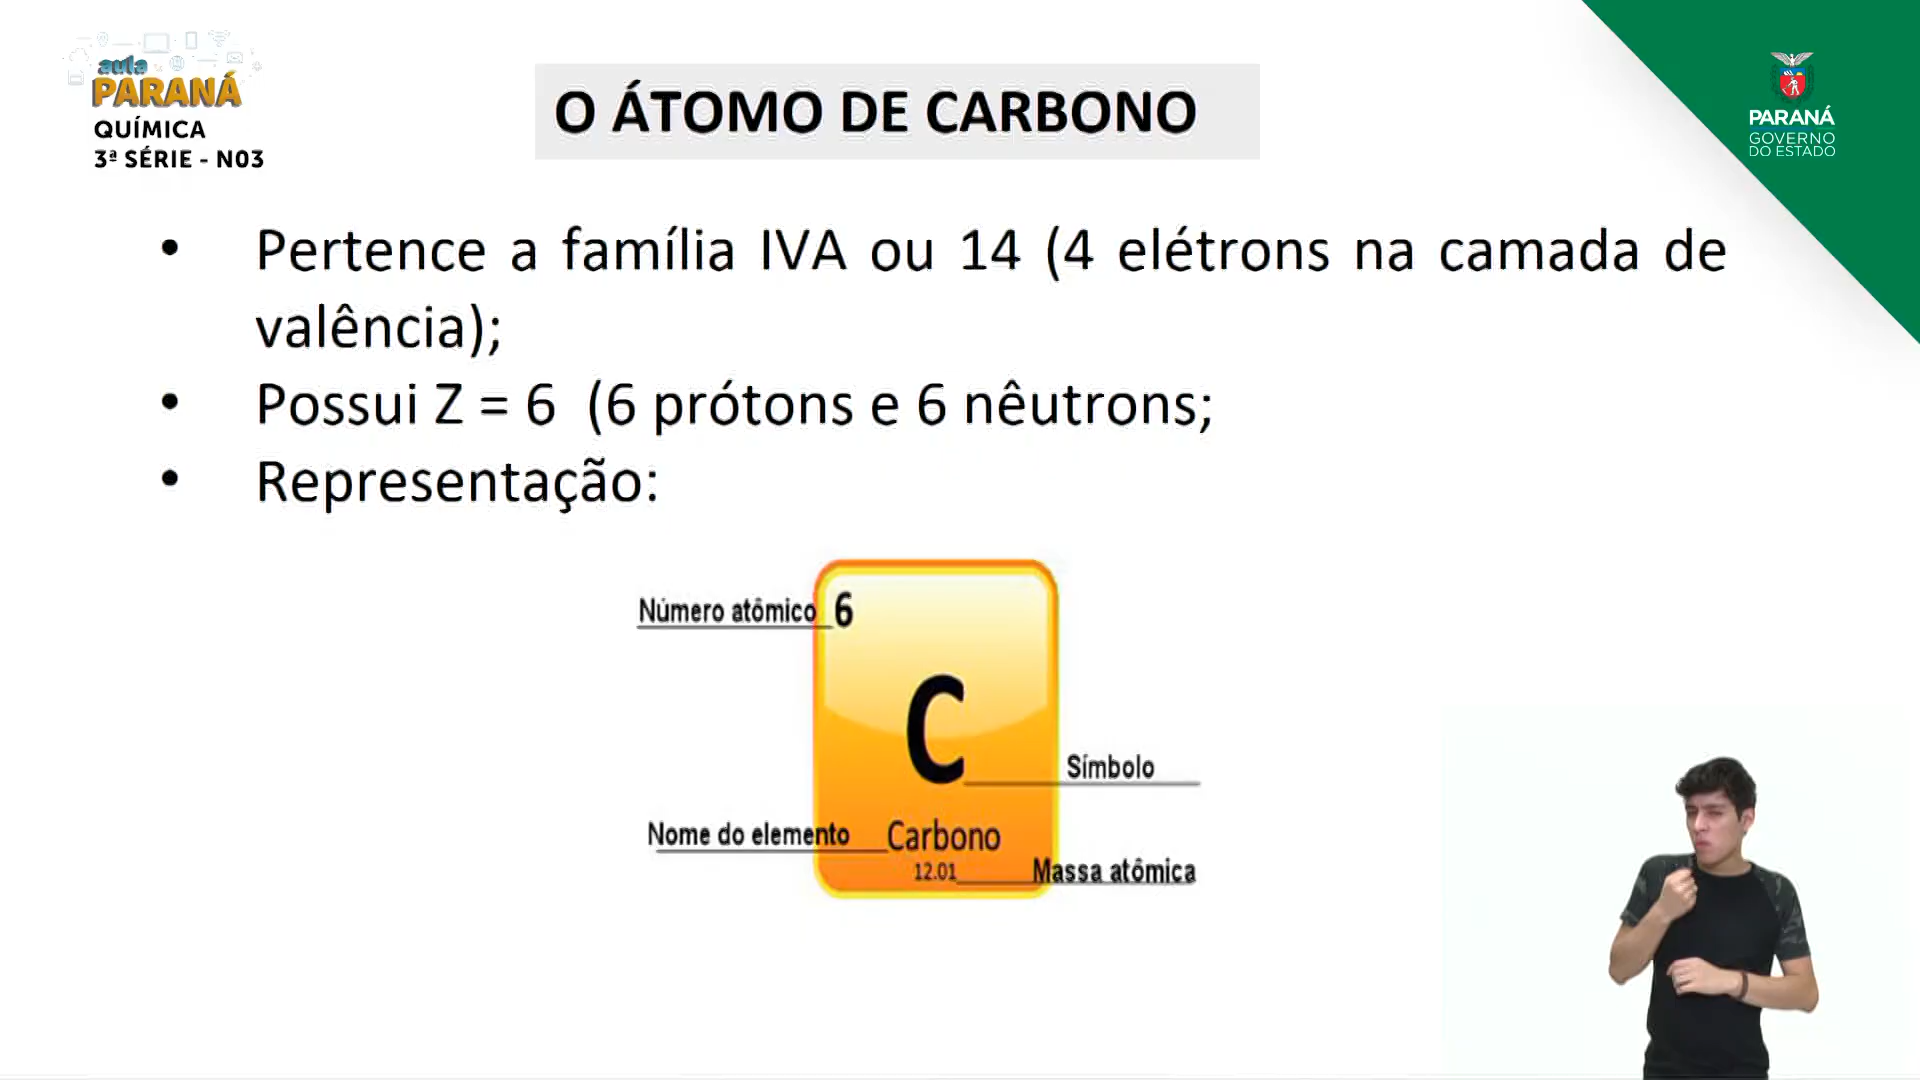 aula
PARANÁ
QUÍMICA
3ª SÉRIE - N03
O ÁTOMO DE CARBONO
PARANÁ
GOVERNO
DO ESTADO
• Pertence a família IVA ou 14 (4 elétrons na camada de
valência);
• Possui Z = 6 (6 prótons e 6 nêutrons;
• Representação:
Número atômico 6
C
Símbolo
Nome do elemento Carbono
12.01 Massa atômica